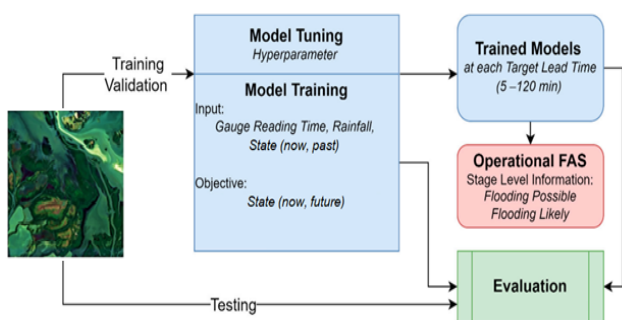 Training
Validation
Model Tuning
Hyperparameter
Model Training
Input:
Gauge Reading Time, Rainfall,
State (now, past)
Objective:
State (now, future)
Trained Models
at each Target Lead Time
(5 –120 min)
Operational FAS
Stage Level Information:
Flooding Possible
Flooding Likely
Evaluation
Testing